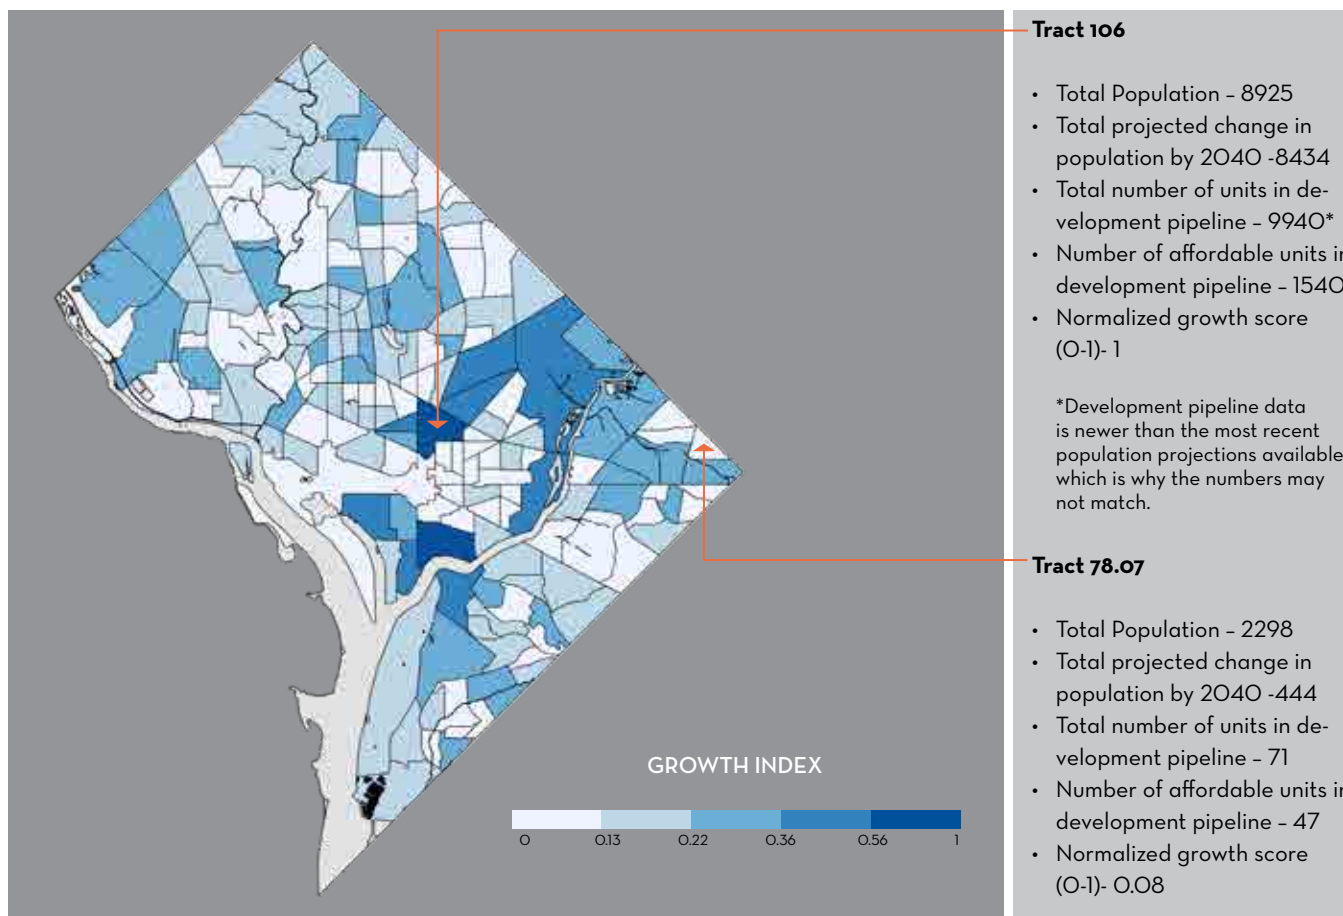 Tract 106
• Total Population – 8925
• Total projected change in
population by 2040 -8434
• Total number of units in de-
velopment pipeline – 9940*
• Number of affordable units in
development pipeline – 1540
• Normalized growth score
(0-1)- 1
*Development pipeline data
is newer than the most recent
population projections available
which is why the numbers may
not match.
Tract 78.07
• Total Population – 2298
• Total projected change in
population by 2040 -444
• Total number of units in de-
velopment pipeline – 71
• Number of affordable units in
development pipeline – 47
• Normalized growth score
(0-1)- 0.08
GROWTH INDEX
0 0.13 0.22 0.36 0.56 1